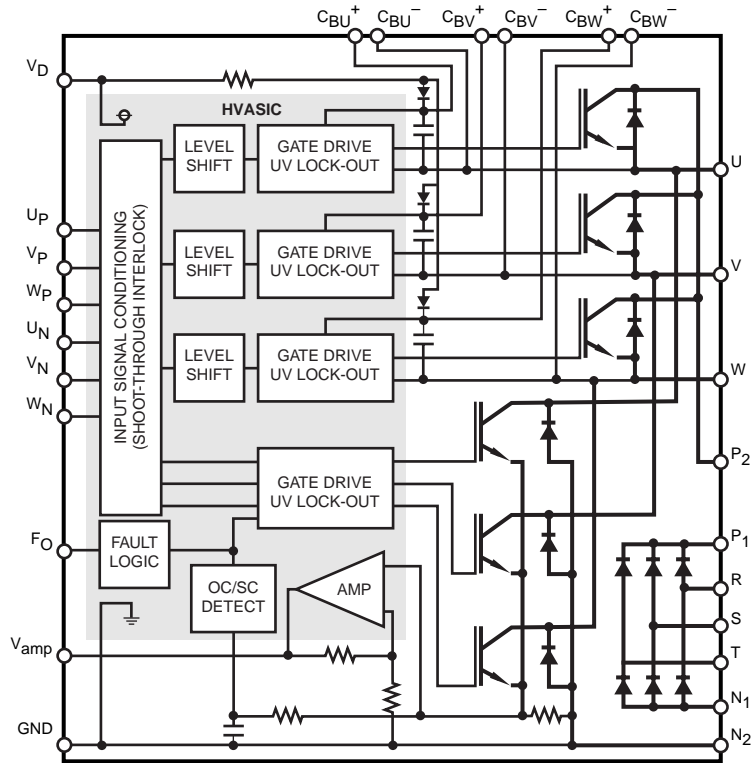 CBU+ CBU− CBV+ CBV− CBW+ CBW−
VD
HVASIC
LEVEL
SHIFT
GATE DRIVE
UV LOCK-OUT
U
UP
VP
WP
UN
VN
WN
INPUT SIGNAL CONDITIONING
(SHOOT-THROUGH INTERLOCK)
LEVEL
SHIFT
GATE DRIVE
UV LOCK-OUT
V
LEVEL
SHIFT
GATE DRIVE
UV LOCK-OUT
W
GATE DRIVE
UV LOCK-OUT
P2
FO
FAULT
LOGIC
OC/SC
DETECT
AMP
P1
R
S
T
N1
N2
Vamp
GND